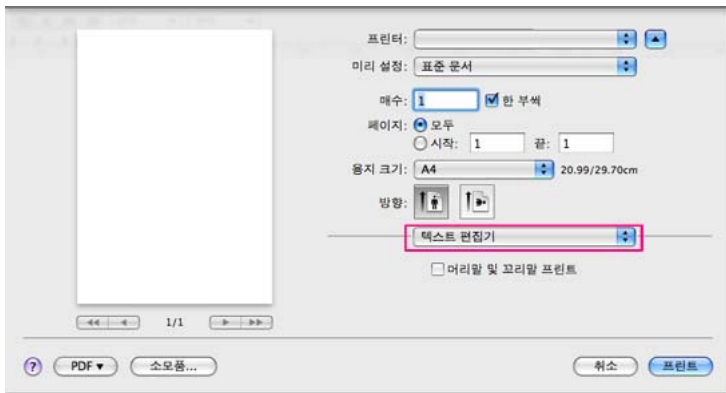 프린터:
미리 설정: 표준 문서
매수: 1 한 부씩
페이지: 모두
시작: 1 끝: 1
용지 크기: A4 20.99/29.70cm
방향:
텍스트 편집기
머리말 및 꼬리말 프린트
1/1
? PDF 소모품... 취소 프린트